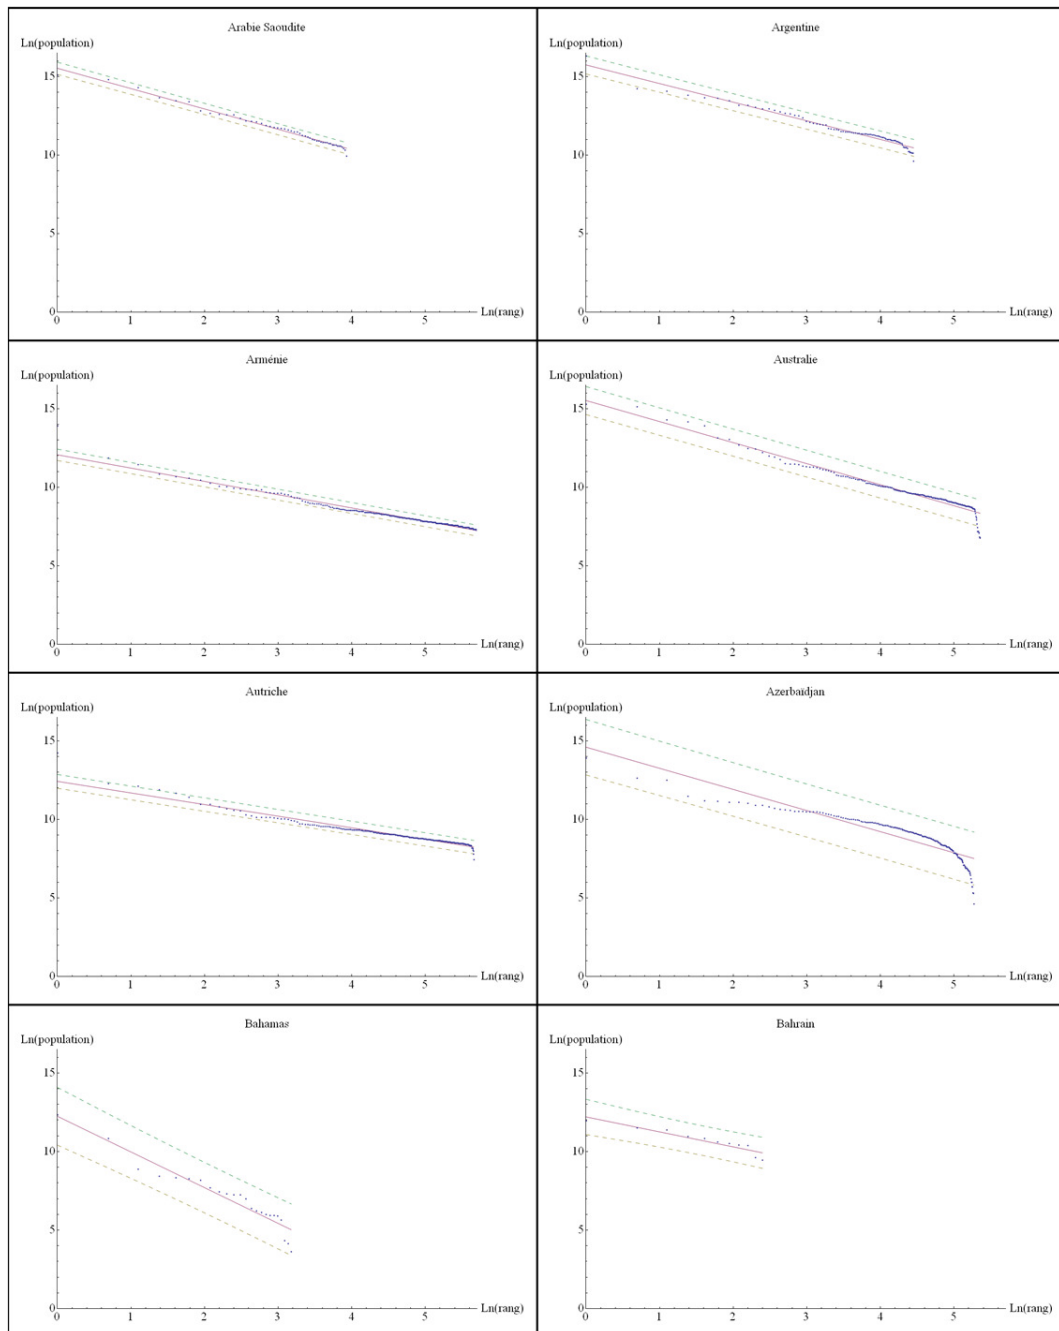 Arabie Saoudite
Ln(population)
15
10
5
0
0 1 2 3 4 5 Ln(rang)
Argentine
Ln(population)
15
10
5
0
0 1 2 3 4 5 Ln(rang)
Arménie
Ln(population)
15
10
5
0
0 1 2 3 4 5 Ln(rang)
Australie
Ln(population)
15
10
5
0
0 1 2 3 4 5 Ln(rang)
Autriche
Ln(population)
15
10
5
0
0 1 2 3 4 5 Ln(rang)
Azerbaïdjan
Ln(population)
15
10
5
0
0 1 2 3 4 5 Ln(rang)
Bahamas
Ln(population)
15
10
5
0
0 1 2 3 4 5 Ln(rang)
Bahrain
Ln(population)
15
10
5
0
0 1 2 3 4 5 Ln(rang)